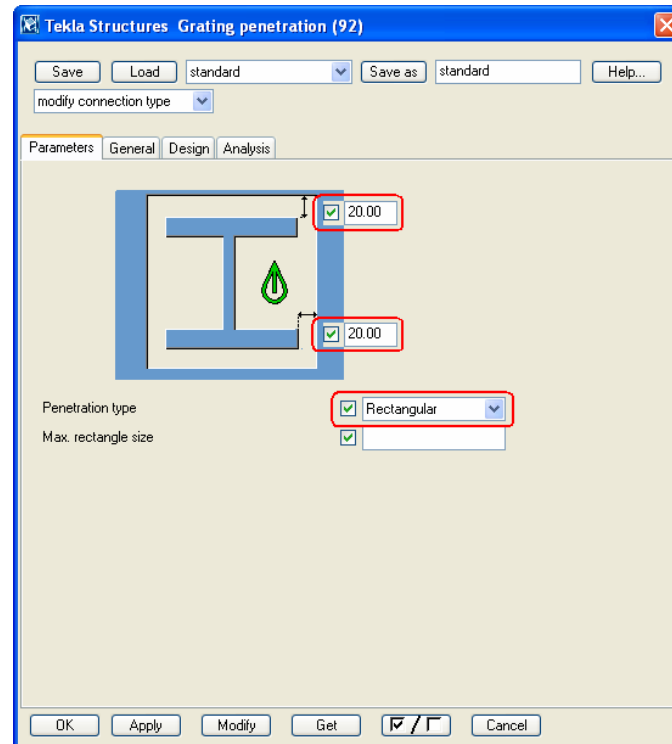 Tekla Structures Grating penetration (92)
Save Load standard Save as standard Help...
modify connection type
Parameters General Design Analysis
20.00
20.00
Penetration type Rectangular
Max. rectangle size
OK Apply Modify Get / Cancel